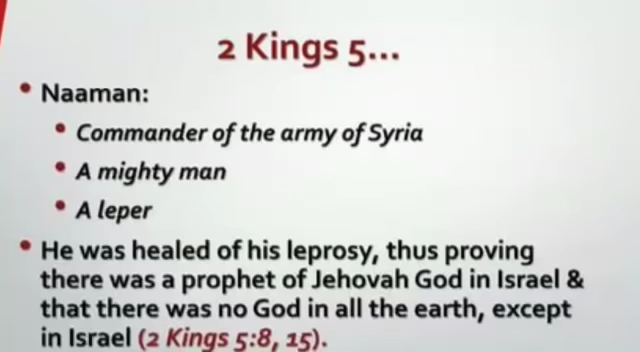 2 Kings 5...
• Naaman:
• Commander of the army of Syria
• A mighty man
• A leper
• He was healed of his leprosy, thus proving
there was a prophet of Jehovah God in Israel &
that there was no God in all the earth, except
in Israel (2 Kings 5:8, 15).